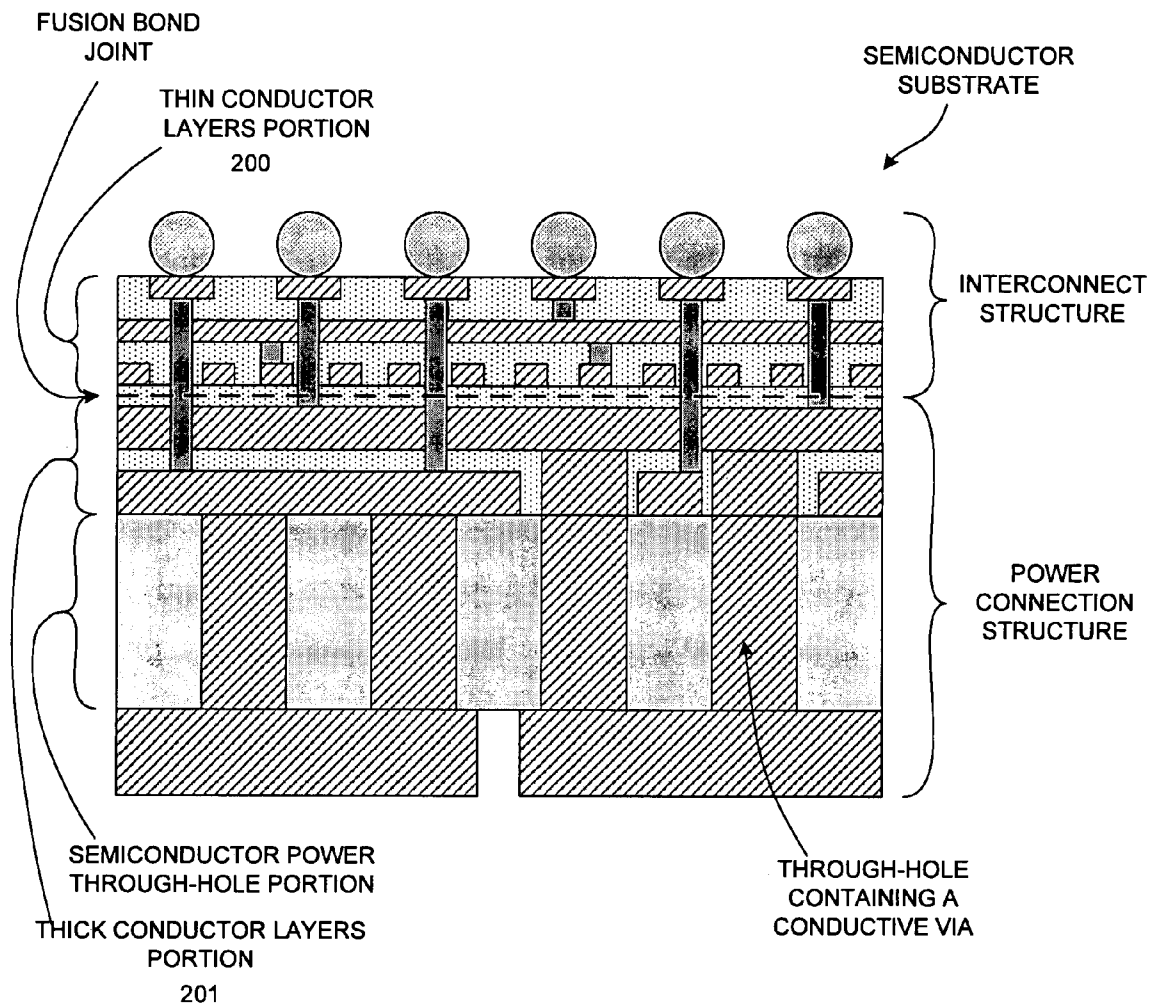 FUSION BOND
JOINT
THIN CONDUCTOR
LAYERS PORTION
200
SEMICONDUCTOR
SUBSTRATE
INTERCONNECT
STRUCTURE
POWER
CONNECTION
STRUCTURE
SEMICONDUCTOR POWER
THROUGH-HOLE PORTION
THICK CONDUCTOR LAYERS
PORTION
201
THROUGH-HOLE
CONTAINING A
CONDUCTIVE VIA